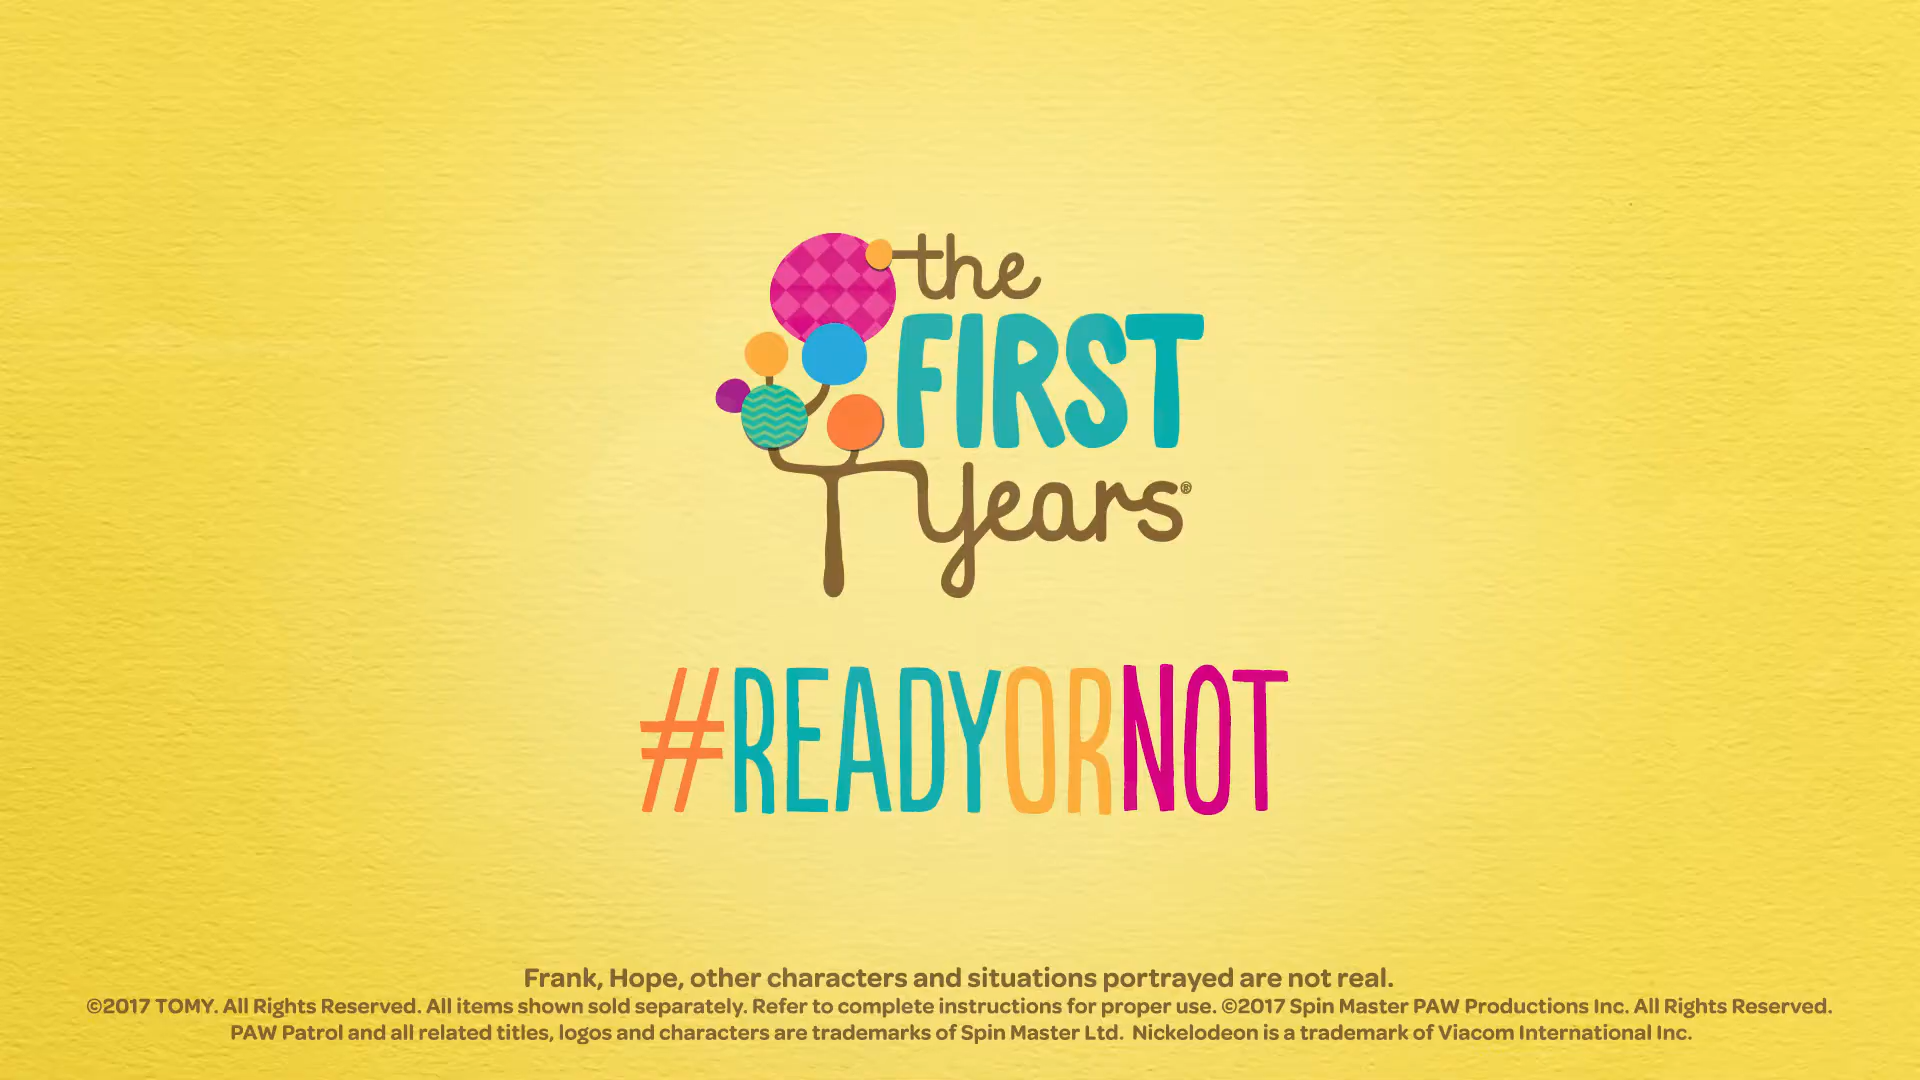 the
FIRST
years®
#READYORNOT
Frank, Hope, other characters and situations portrayed are not real.
©2017 TOMY. All Rights Reserved. All items shown sold separately. Refer to complete instructions for proper use. ©2017 Spin Master PAW Productions Inc. All Rights Reserved.
PAW Patrol and all related titles, logos and characters are trademarks of Spin Master Ltd. Nickelodeon is a trademark of Viacom International Inc.